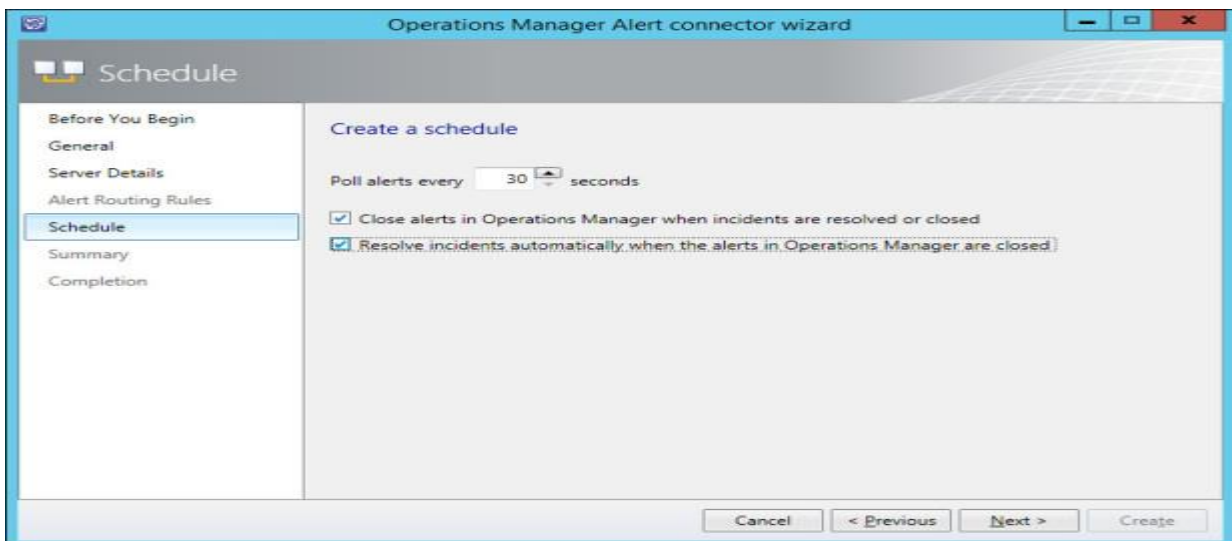 Operations Manager Alert connector wizard
Schedule
Before You Begin
General
Server Details
Alert Routing Rules
Schedule
Summary
Completion
Create a schedule
Poll alerts every 30 seconds
Close alerts in Operations Manager when incidents are resolved or closed
Resolve incidents automatically when the alerts in Operations Manager are closed
Cancel < Previous Next > Create